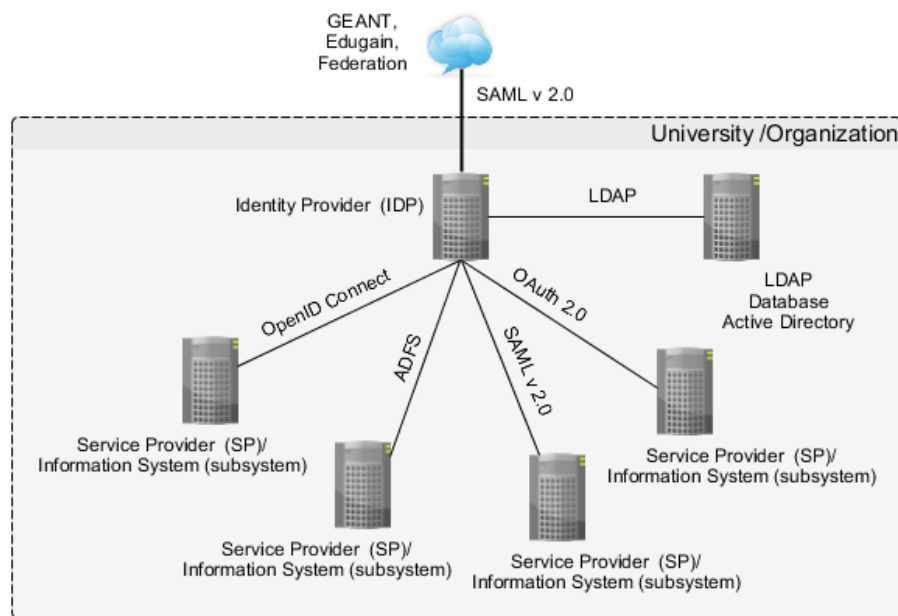 GEANT,
Edugain,
Federation
SAML v 2.0
University /Organization
Identity Provider (IDP)
LDAP
LDAP
Database
Active Directory
OpenID Connect
ADFS
SAML v 2.0
OAuth 2.0
Service Provider (SP)/
Information System (subsystem)
Service Provider (SP)/
Information System (subsystem)
Service Provider (SP)/
Information System (subsystem)
Service Provider (SP)/
Information System (subsystem)